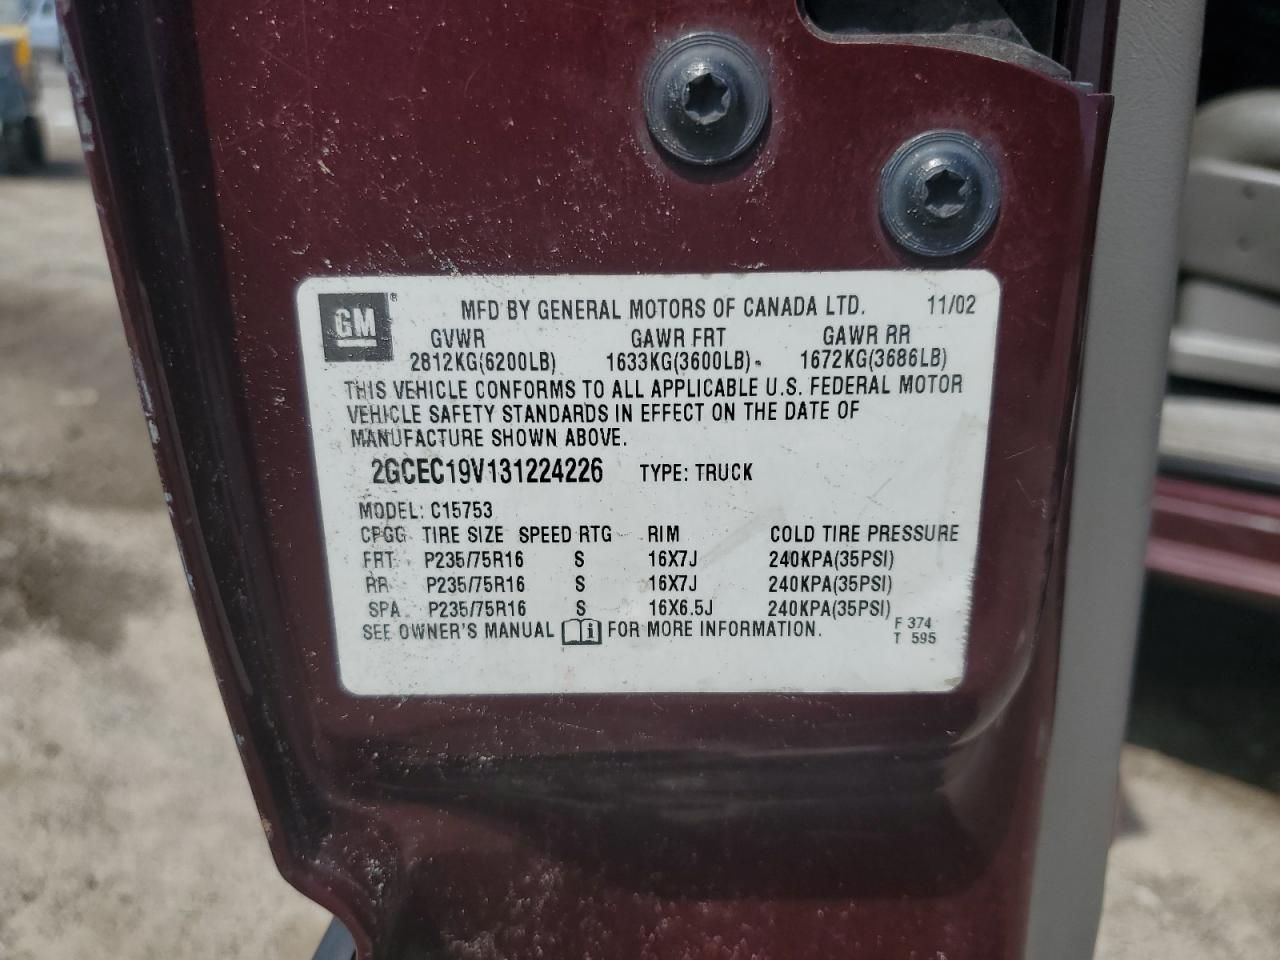 GM® MFD BY GENERAL MOTORS OF CANADA LTD. 11/02
GVWR GAWR FRT GAWR RR
2812KG(6200LB) 1633KG(3600LB) 1672KG(3686LB)
THIS VEHICLE CONFORMS TO ALL APPLICABLE U.S. FEDERAL MOTOR
VEHICLE SAFETY STANDARDS IN EFFECT ON THE DATE OF
MANUFACTURE SHOWN ABOVE.
2GCEC19V131224226 TYPE: TRUCK
MODEL: C15753
CPGG TIRE SIZE SPEED RTG RIM COLD TIRE PRESSURE
FRT P235/75R16 S 16X7J 240KPA(35PSI)
RR P235/75R16 S 16X7J 240KPA(35PSI)
SPA P235/75R16 S 16X6.5J 240KPA(35PSI)
SEE OWNER'S MANUAL i FOR MORE INFORMATION.
F 374
T 595